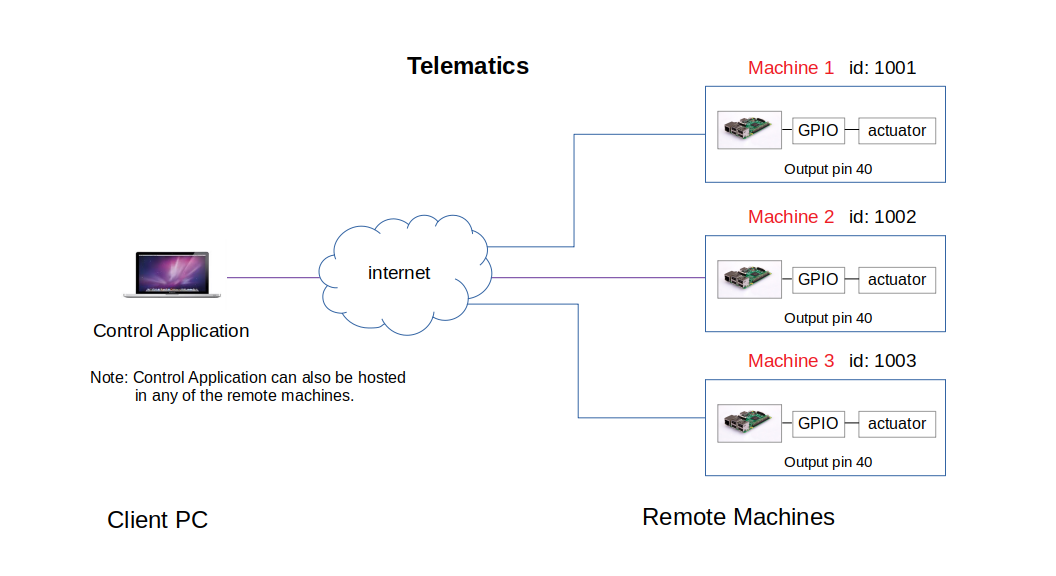 Telematics
Machine 1 id: 1001
GPIO
actuator
Output pin 40
Machine 2 id: 1002
GPIO
actuator
Output pin 40
internet
Control Application
Note: Control Application can also be hosted
in any of the remote machines.
Machine 3 id: 1003
GPIO
actuator
Output pin 40
Client PC
Remote Machines